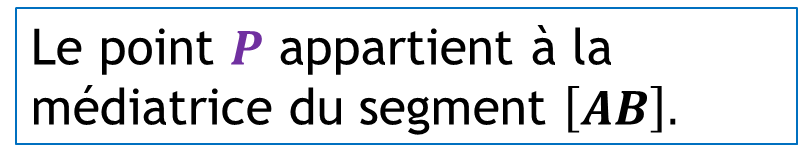 Le point P appartient à la
médiatrice du segment [AB].